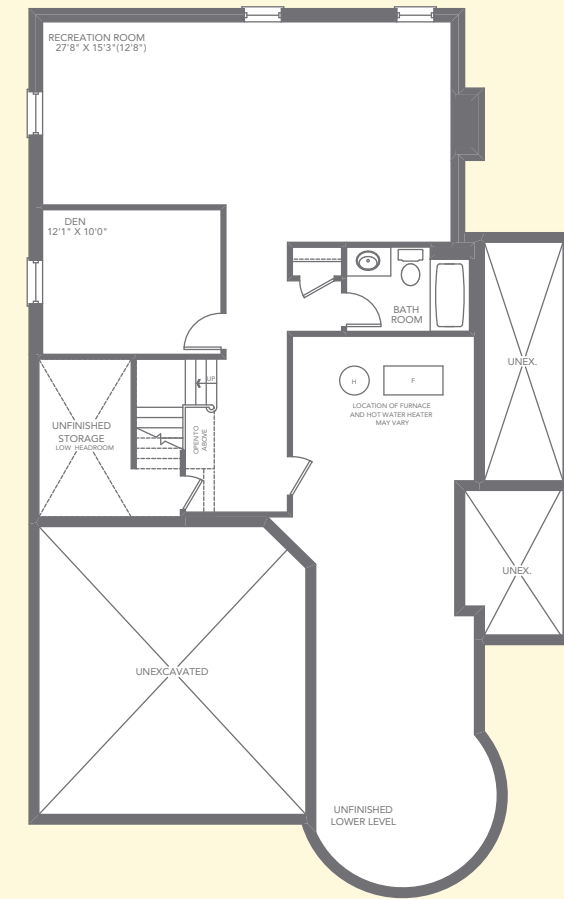 RECREATION ROOM
27'8" X 15'3"(12'8")
DEN
12'1" X 10'0"
BATH
ROOM
UNEX.
UP
H
F
LOCATION OF FURNACE
AND HOT WATER HEATER
MAY VARY
UNFINISHED
STORAGE
LOW HEADROOM
OPEN TO
ABOVE
UNEX.
UNEXCAVATED
UNFINISHED
LOWER LEVEL